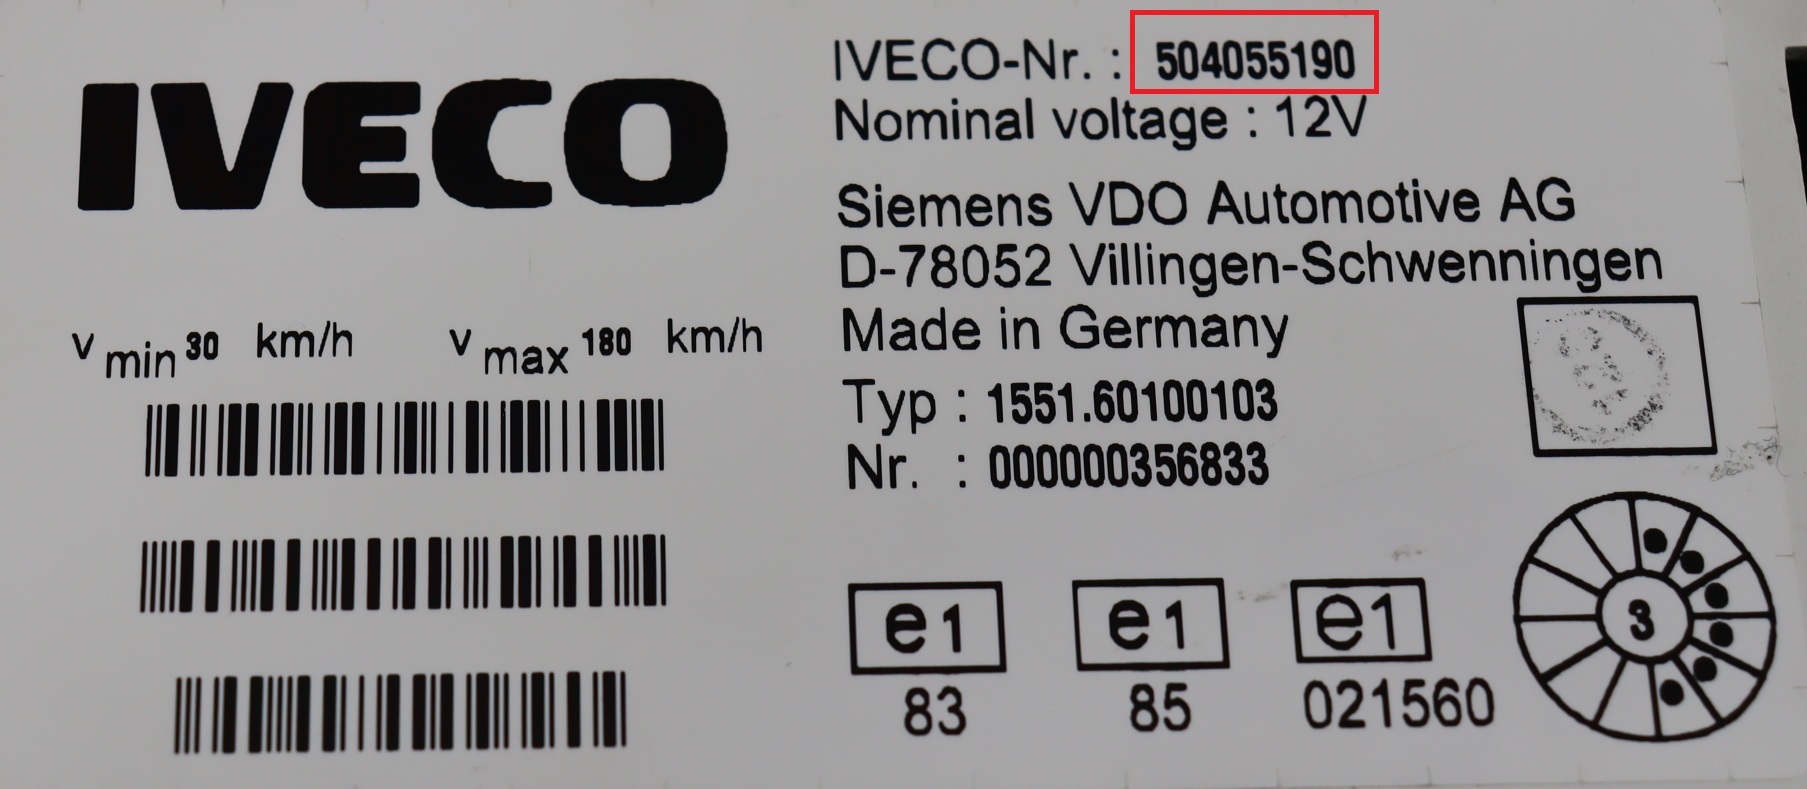 IVECO
v min 30 km/h v max 180 km/h
IVECO-Nr. : 504055190
Nominal voltage : 12V
Siemens VDO Automotive AG
D-78052 Villingen-Schwenningen
Made in Germany
Typ : 1551.60100103
Nr. : 000000356833
e1 e1 e1
83 85 021560
3